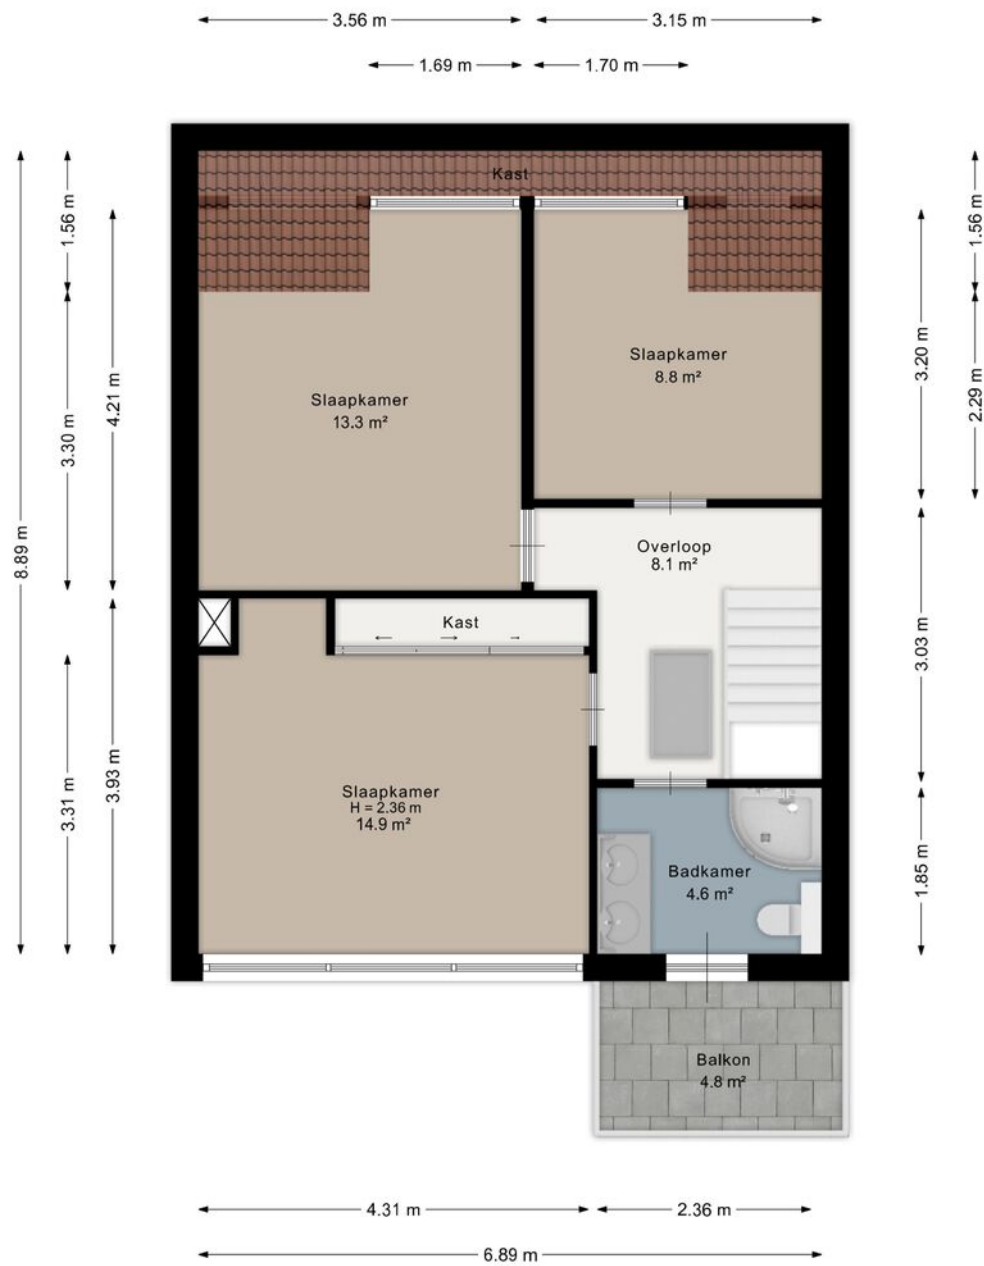 3.56 m
3.15 m
1.69 m
1.70 m
Kast
1.56 m
1.56 m
Slaapkamer
8.8 m²
3.20 m
2.29 m
Slaapkamer
13.3 m²
4.21 m
3.30 m
8.89 m
Overloop
8.1 m²
Kast
3.03 m
Slaapkamer
H = 2.36 m
14.9 m²
3.93 m
3.31 m
Badkamer
4.6 m²
1.85 m
Balkon
4.8 m²
4.31 m
2.36 m
6.89 m